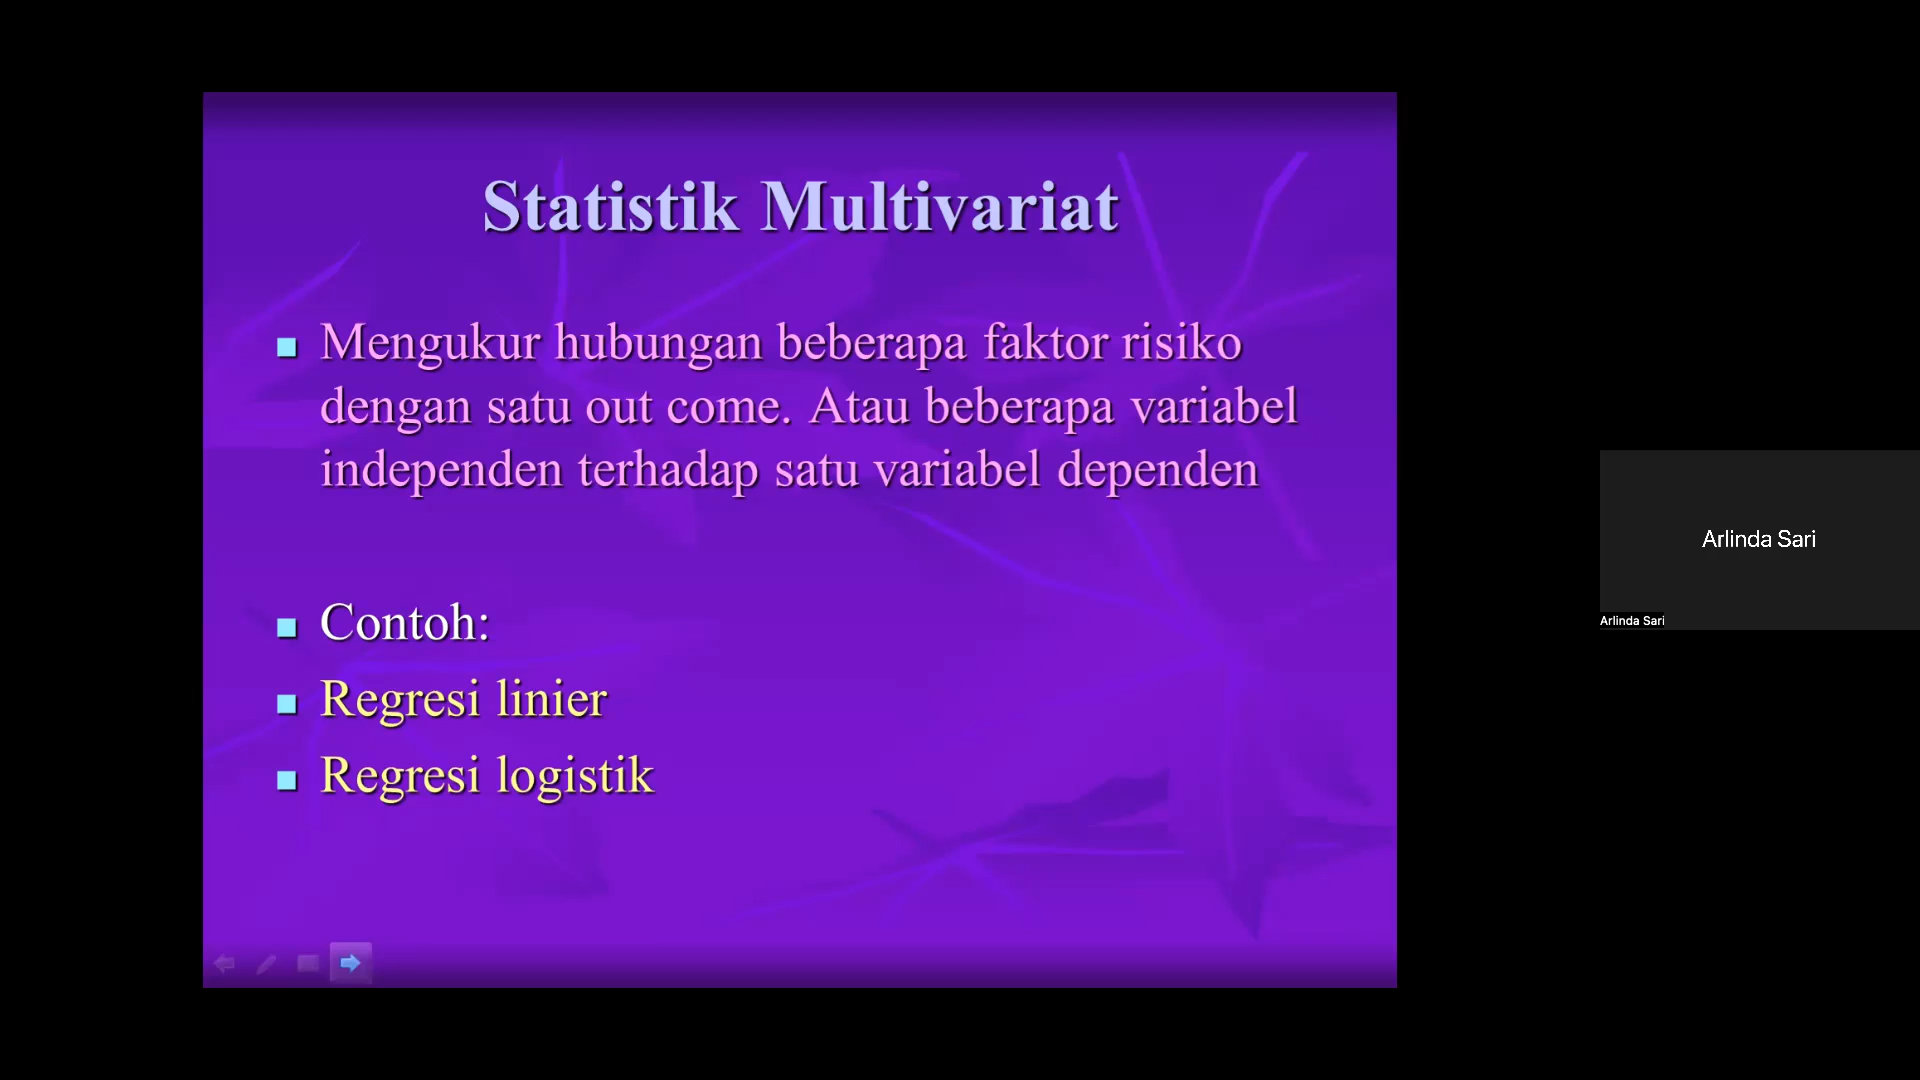 Statistik Multivariat
Mengukur hubungan beberapa faktor risiko
dengan satu out come. Atau beberapa variabel
independen terhadap satu variabel dependen
Contoh:
Regresi linier
Regresi logistik
Arlinda Sari
Arlinda Sari